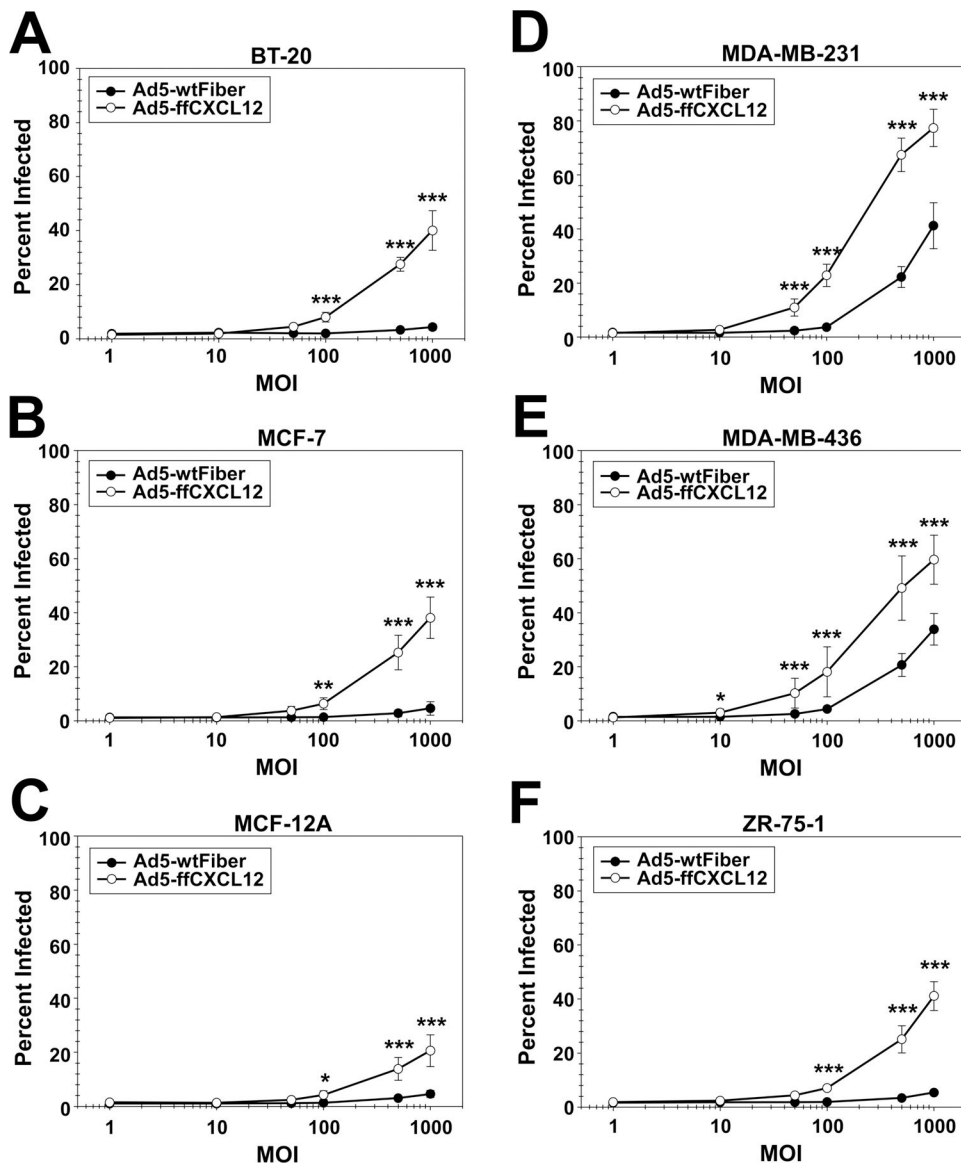 A
BT-20
100
80
60
40
20
0
Percent Infected
Ad5-wtFiber
Ad5-ffCXCL12
***
***
***
1 10 100 1000
MOI
B
MCF-7
100
80
60
40
20
0
Percent Infected
Ad5-wtFiber
Ad5-ffCXCL12
**
***
***
1 10 100 1000
MOI
C
MCF-12A
100
80
60
40
20
0
Percent Infected
Ad5-wtFiber
Ad5-ffCXCL12
*
***
***
1 10 100 1000
MOI
D
MDA-MB-231
100
80
60
40
20
0
Percent Infected
Ad5-wtFiber
Ad5-ffCXCL12
***
***
***
***
1 10 100 1000
MOI
E
MDA-MB-436
100
80
60
40
20
0
Percent Infected
Ad5-wtFiber
Ad5-ffCXCL12
*
***
***
***
***
1 10 100 1000
MOI
F
ZR-75-1
100
80
60
40
20
0
Percent Infected
Ad5-wtFiber
Ad5-ffCXCL12
***
***
***
1 10 100 1000
MOI